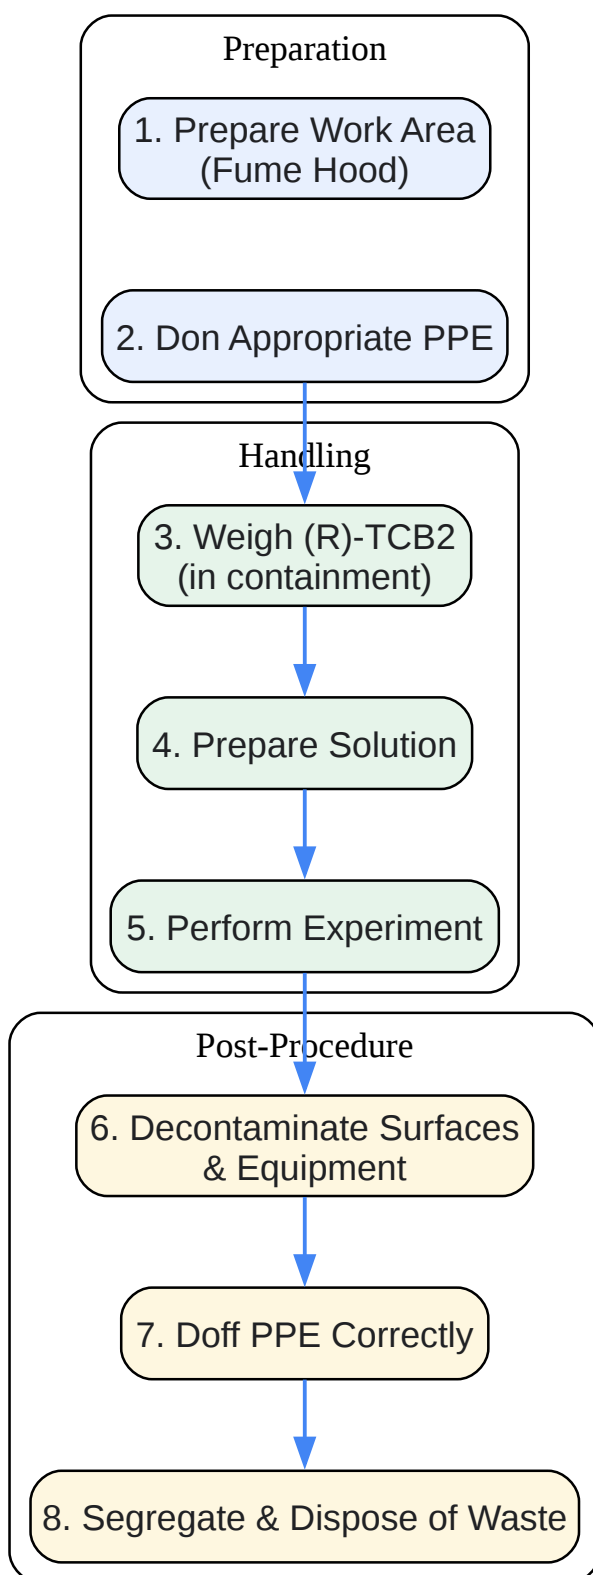 Preparation
1. Prepare Work Area
(Fume Hood)
2. Don Appropriate PPE
Handling
3. Weigh (R)-TCB2
(in containment)
4. Prepare Solution
5. Perform Experiment
Post-Procedure
6. Decontaminate Surfaces
& Equipment
7. Doff PPE Correctly
8. Segregate & Dispose of Waste